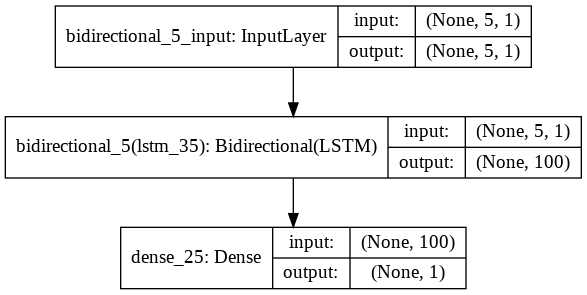 bidirectional_5_input: InputLayer
input: (None, 5, 1)
output: (None, 5, 1)
bidirectional_5(lstm_35): Bidirectional(LSTM)
input: (None, 5, 1)
output: (None, 100)
dense_25: Dense
input: (None, 100)
output: (None, 1)